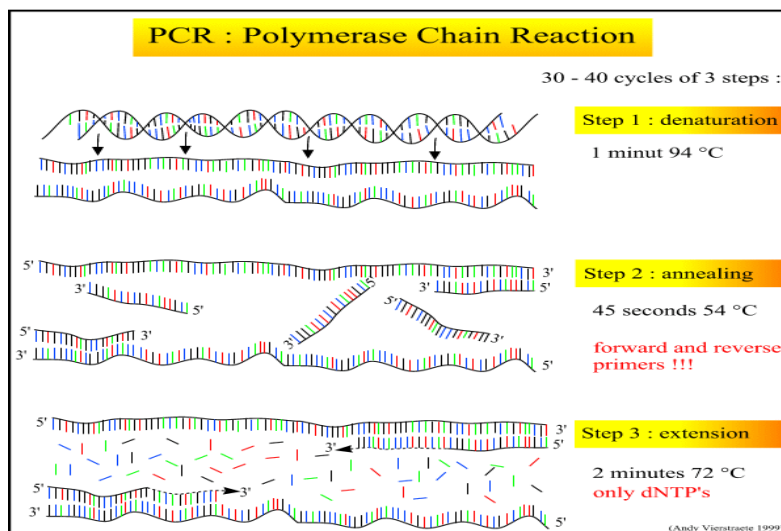 PCR : Polymerase Chain Reaction
30 - 40 cycles of 3 steps :
Step 1 : denaturation
1 minut 94 °C
Step 2 : annealing
45 seconds 54 °C
forward and reverse
primers !!!
5' 3'
3' 5' 5 3' 5'
5' 3' 3' 3'
3' 5'
Step 3 : extension
2 minutes 72 °C
only dNTP's
5' 3'
3' 5'
5' 3'
3' 5'
(Andy Vierstraete 1999